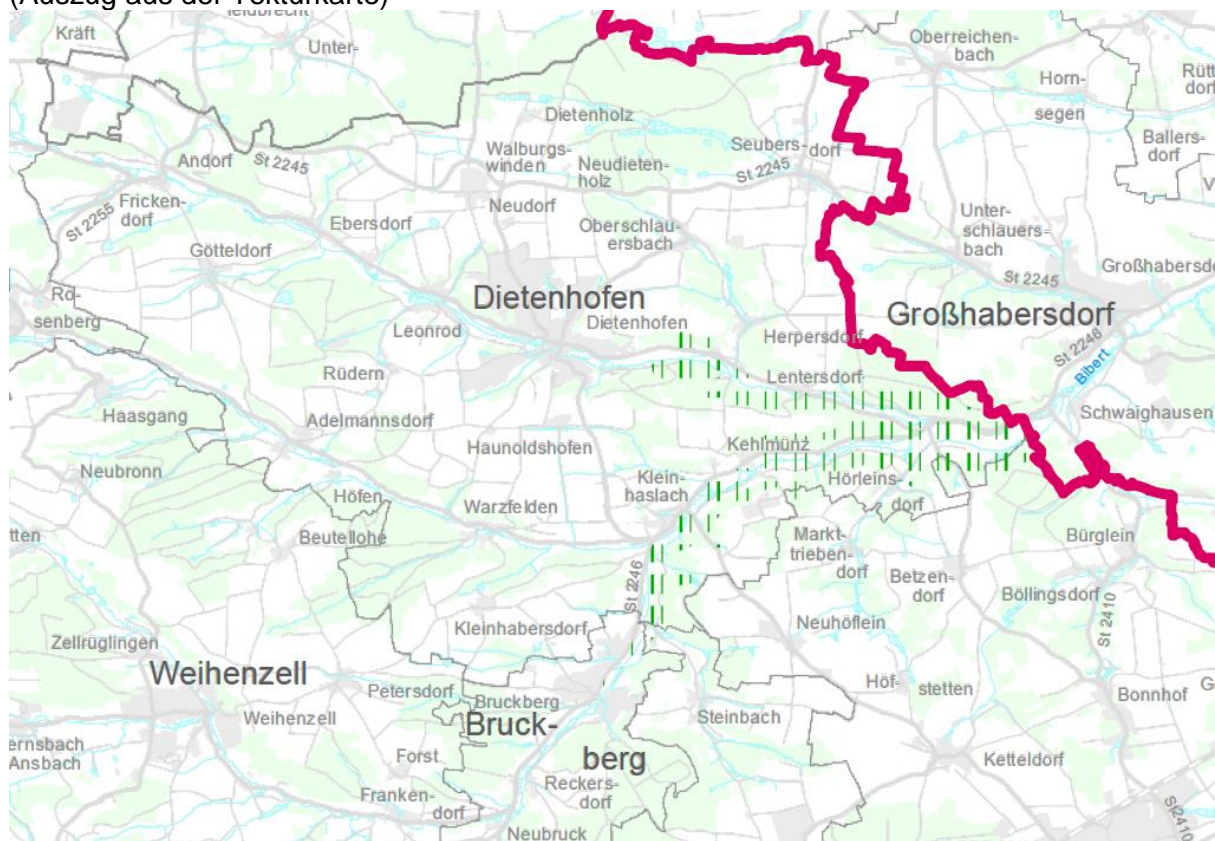 (Auszug aus der Tekturkarte)
Kräft
Unter-
Oberreichen-
bach
Horn-
segen
Rütt
dorf
Ballers-
dorf
Dietenholz
Walburgs-
winden
Neudieten-
holz
Seubers-
dorf
St 2245
Andorf
St 2245
St 2255
Fricken-
dorf
Ebersdorf
Neudorf
Oberschlau-
ersbach
Unter-
schlauers-
bach
Götteldorf
St 2245
Großhabersdo
Ro-
senberg
Dietenhofen
Dietenhofen
Großhabersdorf
Leonrod
Herpersdorf
St 2246
Bibert
Rüdern
Lentersdorf
Haasgang
Adelmannsdorf
Schwaighausen
Haunoldshofen
Kehlmünz
Neubronn
Klein-
haslach
Hörleins-
dorf
Höfen
Warzfelden
Beutellohe
Markt-
trieben-
dorf
Bürglein
tten
St 2246
Betzen-
dorf
Böllingsdorf
St 2410
Zellrüglingen
Kleinhabersdorf
Neuhöflein
Weihenzell
Petersdorf
Bruckberg
Höf-
stetten
Bonnhof
Weihenzell
Bruck-
berg
Steinbach
ernsbach
Ansbach
Forst
Ketteldorf
Reckers-
dorf
Franken-
dorf
Neubruck
St2410